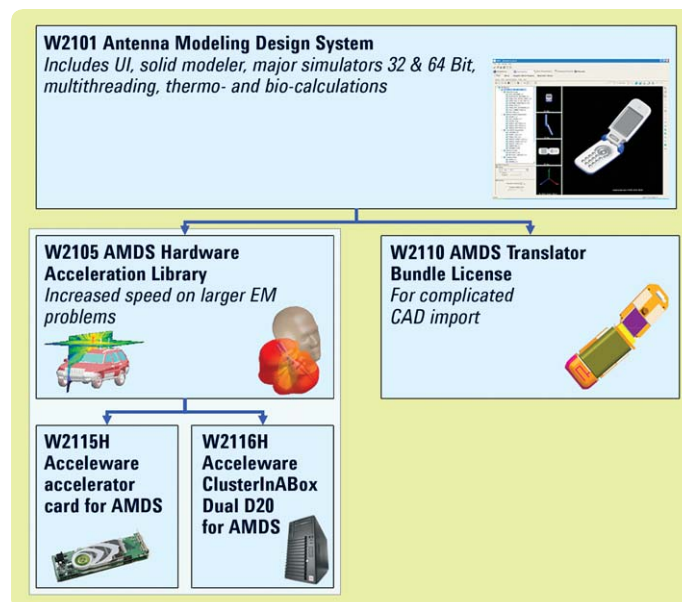 W2101 Antenna Modeling Design System
Includes UI, solid modeler, major simulators 32 & 64 Bit,
multithreading, thermo- and bio-calculations
W2105 AMDS Hardware
Acceleration Library
Increased speed on larger EM
problems
W2110 AMDS Translator
Bundle License
For complicated
CAD import
W2115H
Acceleware
accelerator
card for AMDS
W2116H
Acceleware
ClusterInABox
Dual D20
for AMDS